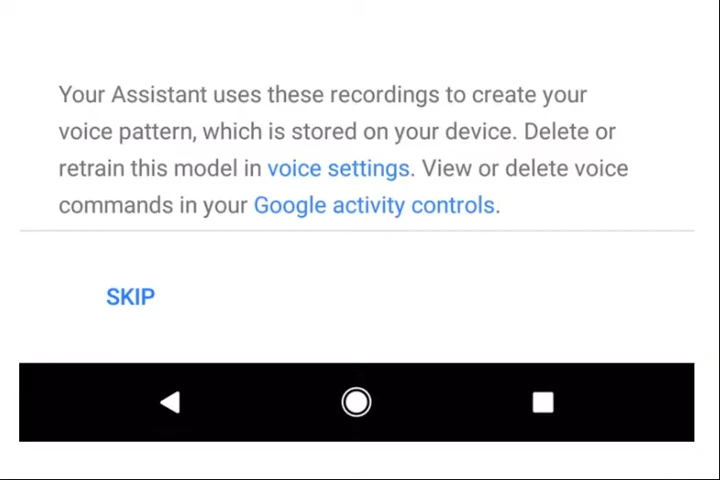 Your Assistant uses these recordings to create your
voice pattern, which is stored on your device. Delete or
retrain this model in voice settings. View or delete voice
commands in your Google activity controls.
SKIP